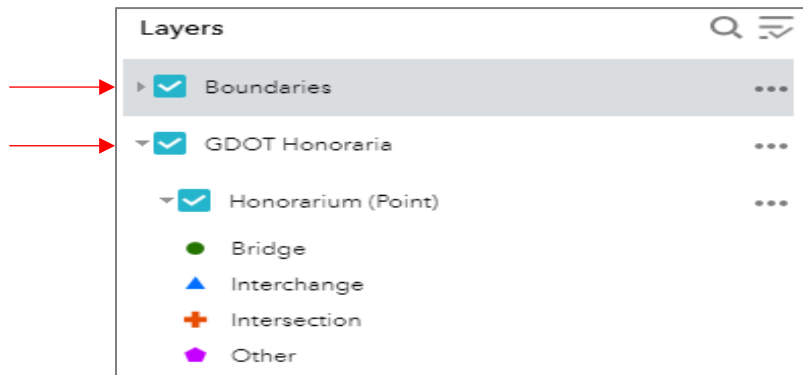 Layers
Boundaries
GDOT Honoraria
Honorarium (Point)
Bridge
Interchange
Intersection
Other